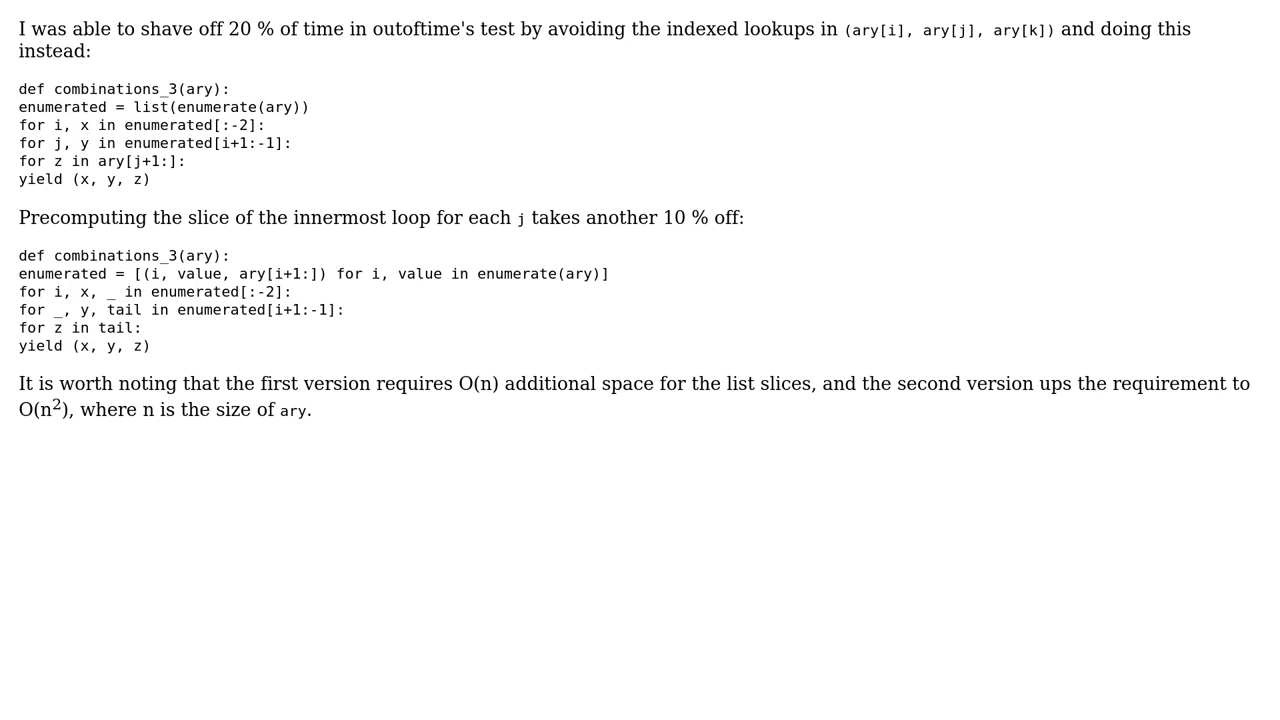 I was able to shave off 20 % of time in outoftime's test by avoiding the indexed lookups in (ary[i], ary[j], ary[k]) and doing this
instead:
def combinations_3(ary):
enumerated = list(enumerate(ary))
for i, x in enumerated[:-2]:
for j, y in enumerated[i+1:-1]:
for z in ary[j+1:]:
yield (x, y, z)
Precomputing the slice of the innermost loop for each j takes another 10 % off:
def combinations_3(ary):
enumerated = [(i, value, ary[i+1:]) for i, value in enumerate(ary)]
for i, x, _ in enumerated[:-2]:
for _, y, tail in enumerated[i+1:-1]:
for z in tail:
yield (x, y, z)
It is worth noting that the first version requires O(n) additional space for the list slices, and the second version ups the requirement to
O(n²), where n is the size of ary.